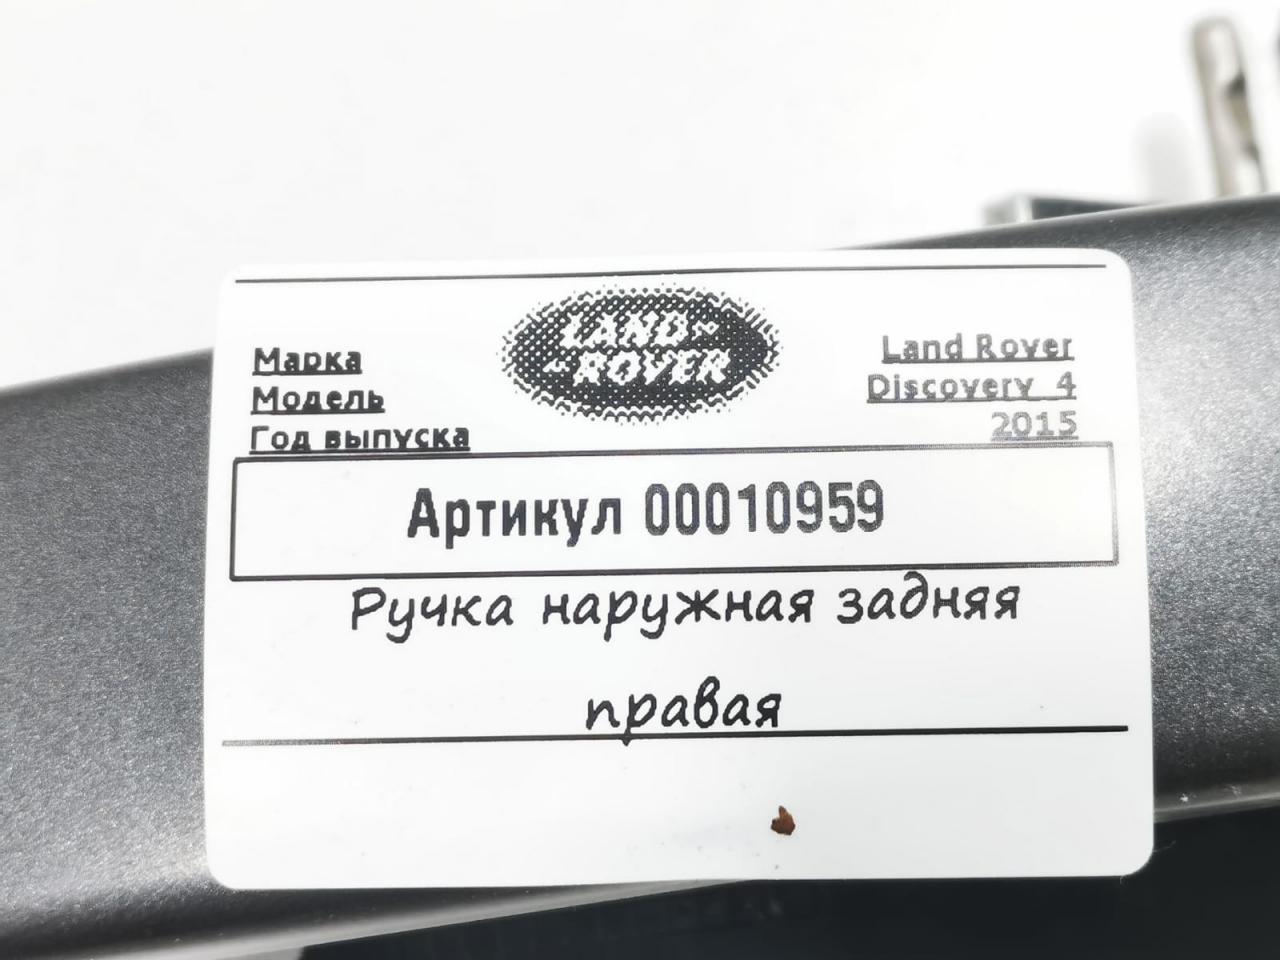 LAND
ROVER
Марка Land Rover
Модель Discovery 4
Год выпуска 2015
Артикул 00010959
Ручка наружная задняя
правая